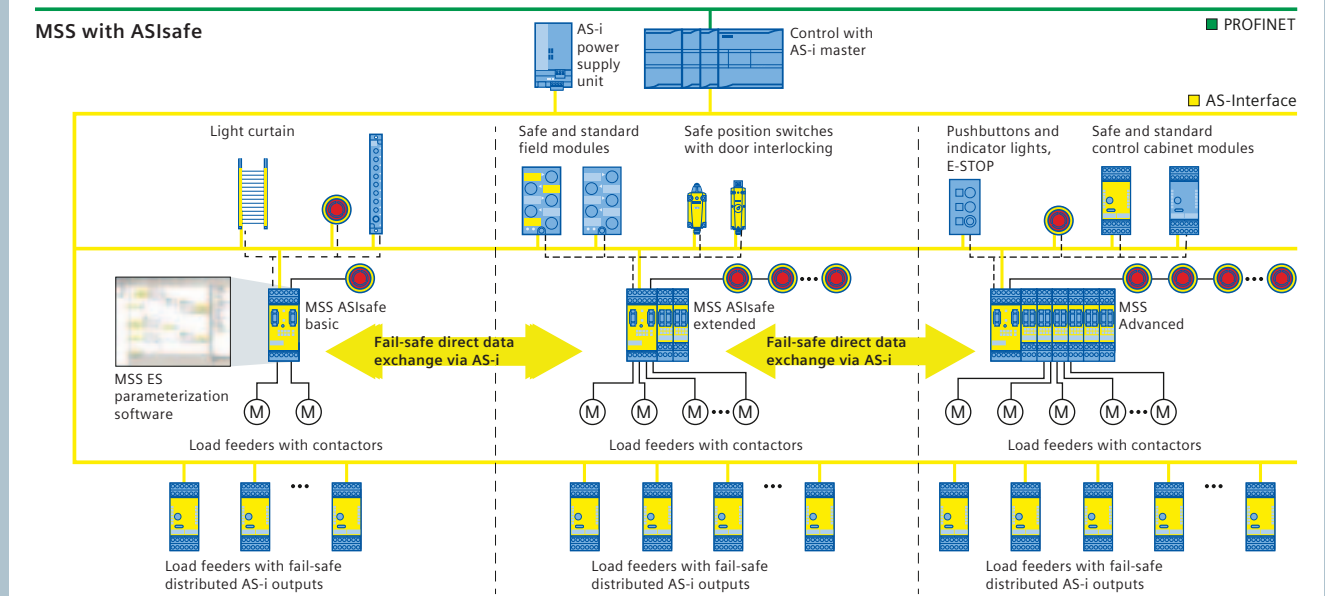 MSS with ASIsafe
AS-i
power
supply
unit
Control with
AS-i master
PROFINET
AS-Interface
Light curtain
Safe and standard
field modules
Safe position switches
with door interlocking
Pushbuttons and
indicator lights,
E-STOP
Safe and standard
control cabinet modules
MSS ASIsafe
basic
MSS ASIsafe
extended
MSS
Advanced
Fail-safe direct data
exchange via AS-i
Fail-safe direct data
exchange via AS-i
MSS ES
parameterization
software
M
M
M
M
M
M
M
M
M
M
M
Load feeders with contactors
Load feeders with contactors
Load feeders with contactors
Load feeders with fail-safe
distributed AS-i outputs
Load feeders with fail-safe
distributed AS-i outputs
Load feeders with fail-safe
distributed AS-i outputs